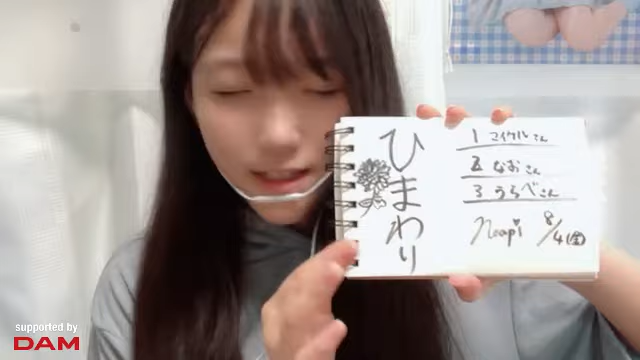 ひまわり
1 マイケルさん
2 なおさん
3 うらべさん
Neapi 8/4(金)
supported by
DAM